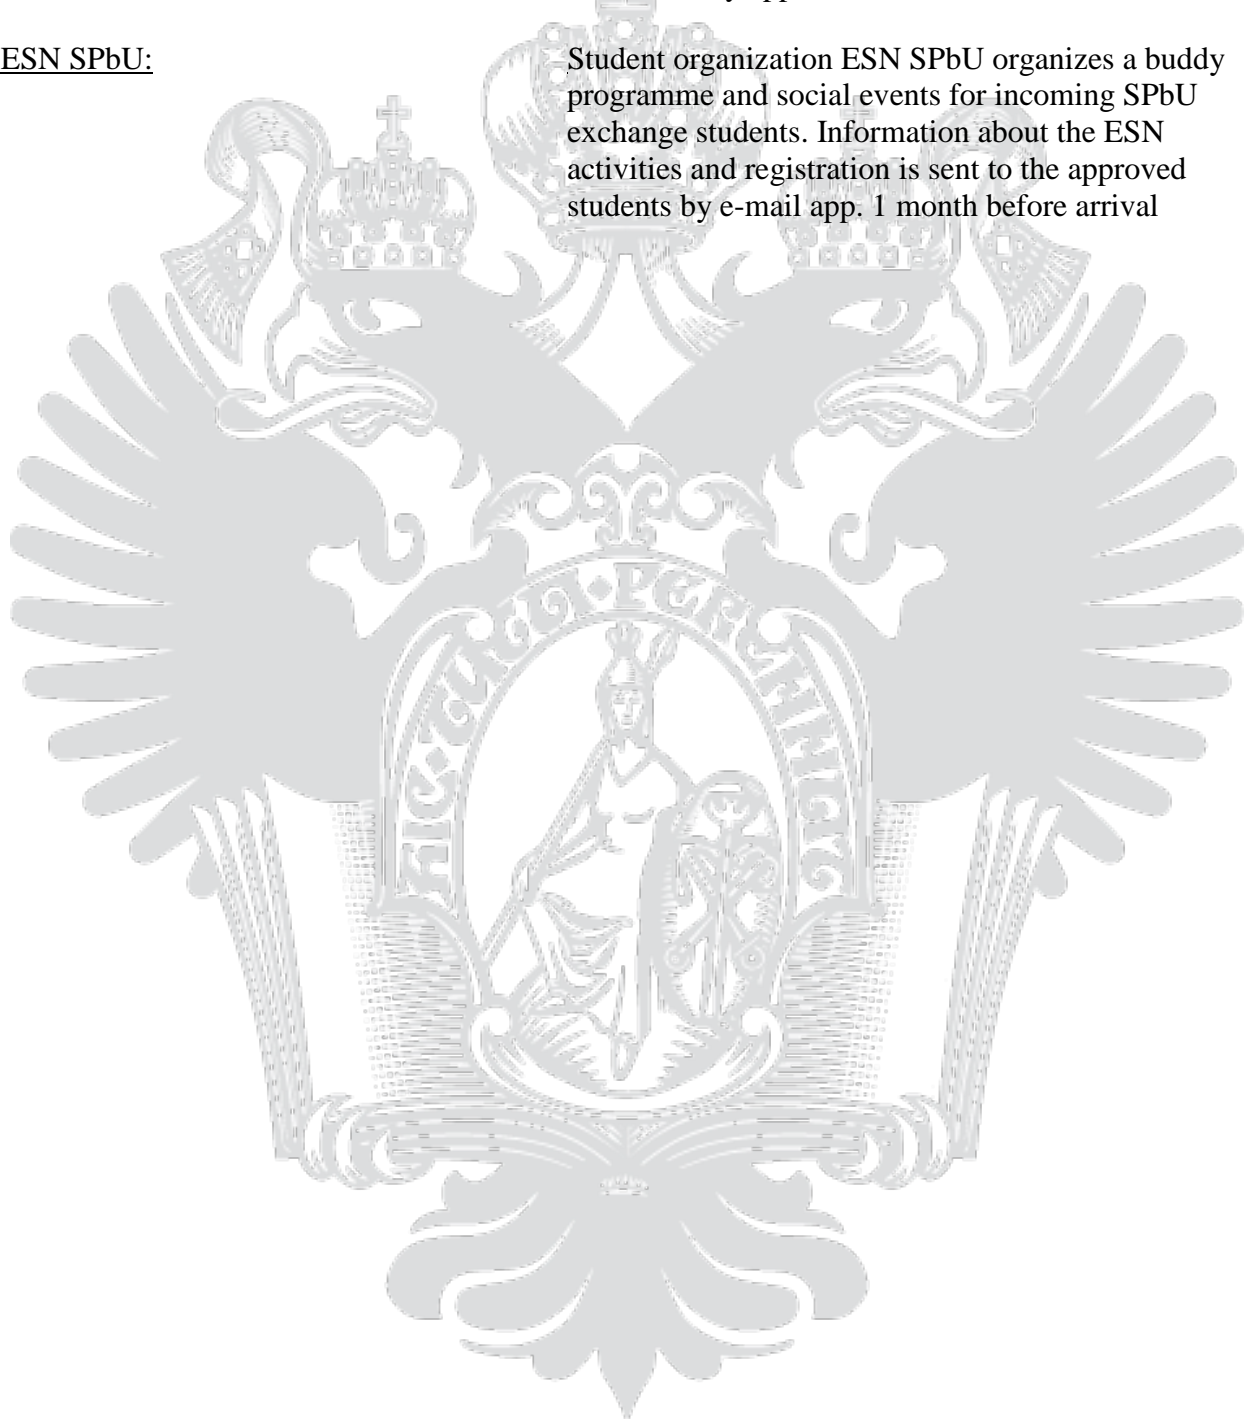 ESN SPbU:
Student organization ESN SPbU organizes a buddy
programme and social events for incoming SPbU
exchange students. Information about the ESN
activities and registration is sent to the approved
students by e-mail app. 1 month before arrival